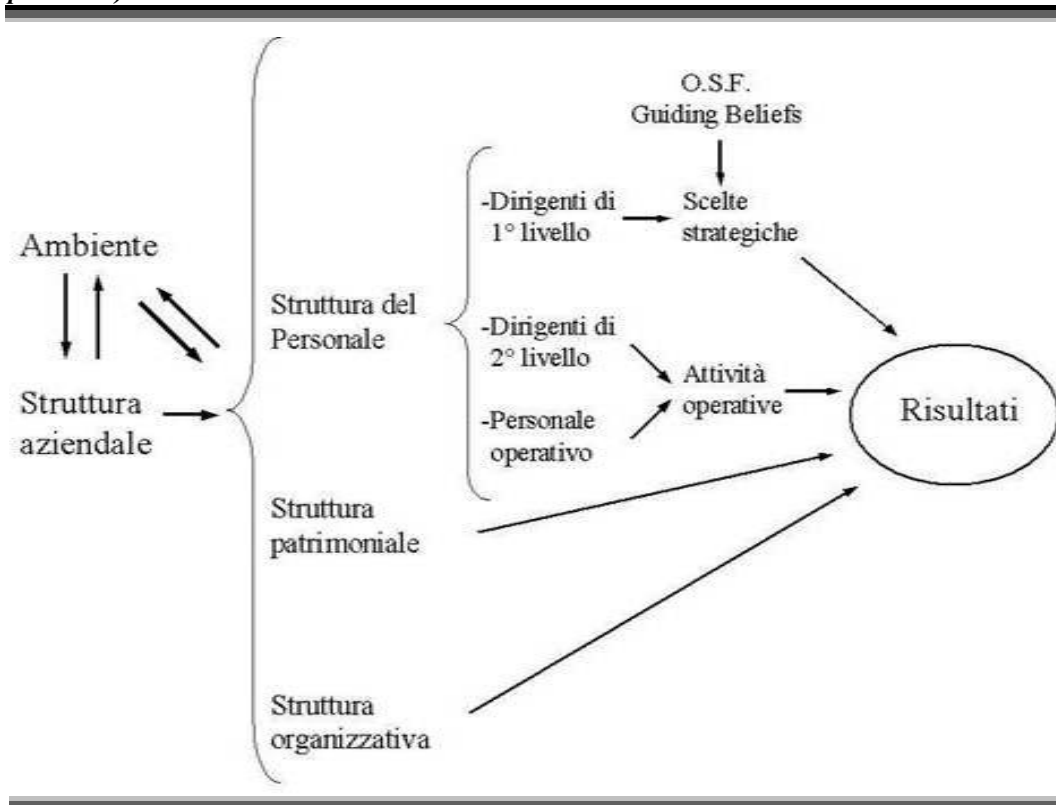 O.S.F.
Guiding Beliefs
-Dirigenti di
1° livello
Scelte
strategiche
Ambiente
Struttura del
Personale
-Dirigenti di
2° livello
Attività
operative
Struttura
aziendale
-Personale
operativo
Risultati
Struttura
patrimoniale
Struttura
organizzativa